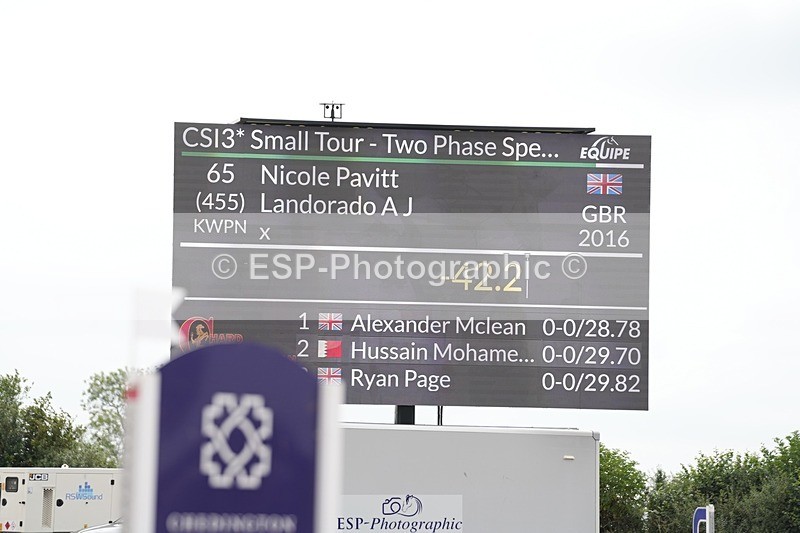 CSI3* Small Tour - Two Phase Spe...
EQUIPE
65 Nicole Pavitt
(455) Landorado A J GBR
KWPN x 2016
© ESP-Photographic ©
-42.2
1 Alexander Mclean 0-0/28.78
2 Hussain Mohame... 0-0/29.70
Ryan Page 0-0/29.82
JCB
RSWSound
CREDINGTON
ESP-Photographic